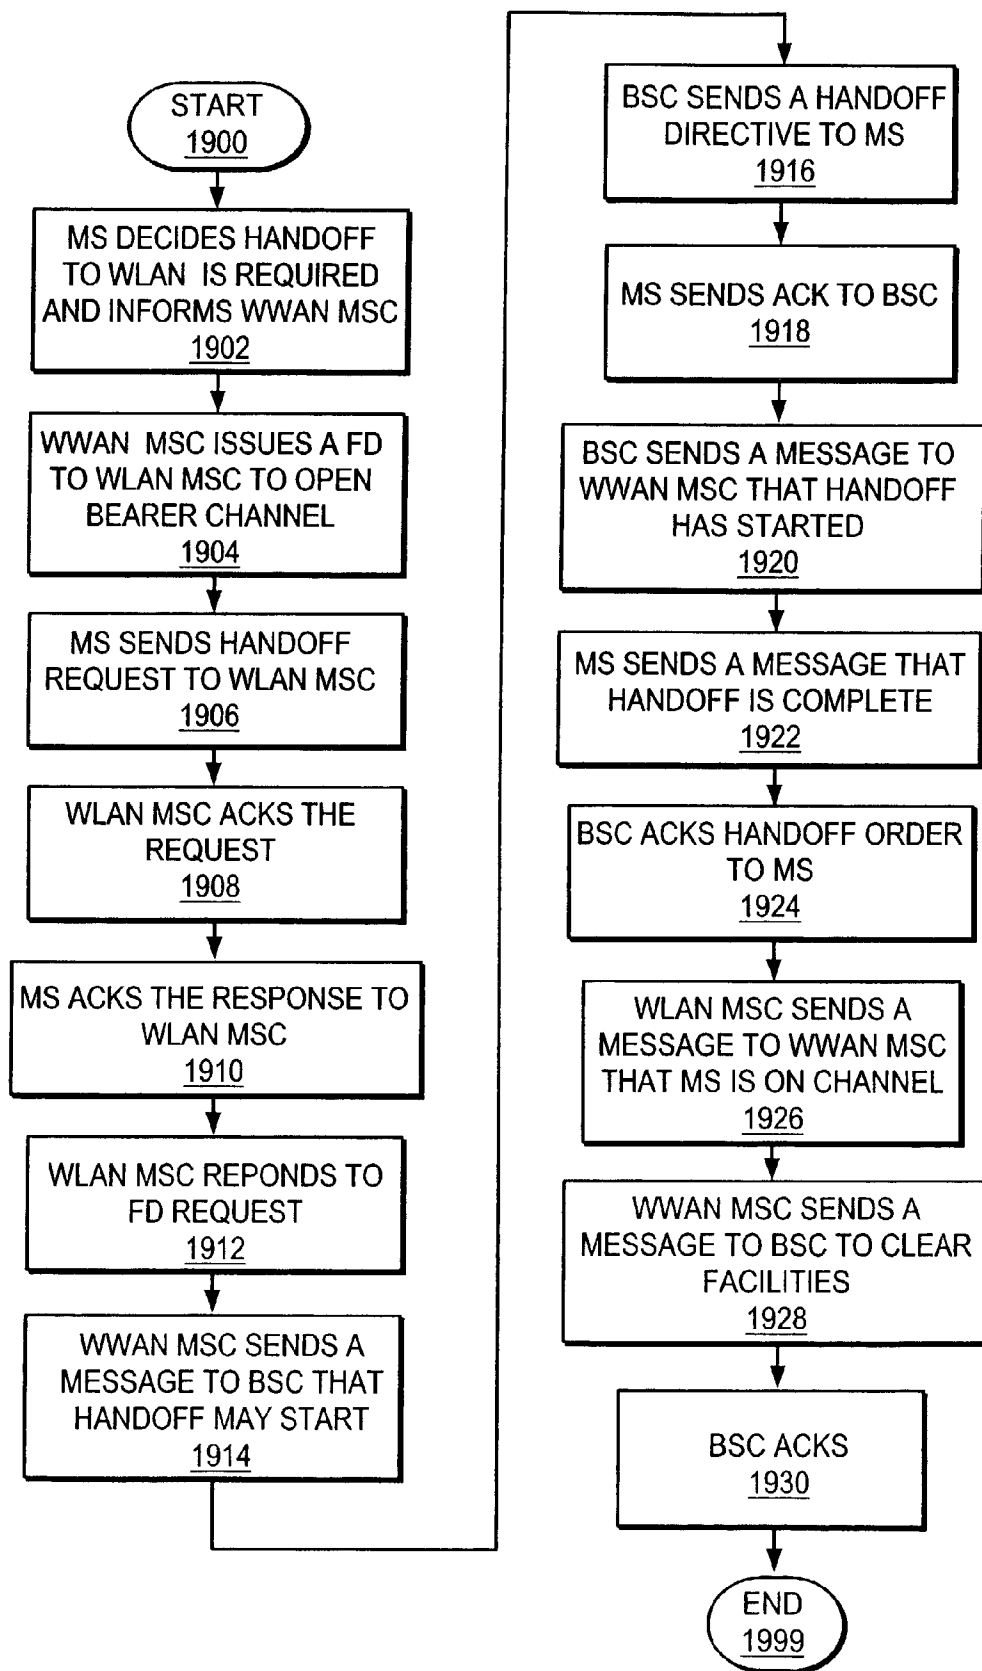 START
1900
MS DECIDES HANDOFF
TO WLAN IS REQUIRED
AND INFORMS WWAN MSC
1902
WWAN MSC ISSUES A FD
TO WLAN MSC TO OPEN
BEARER CHANNEL
1904
MS SENDS HANDOFF
REQUEST TO WLAN MSC
1906
WLAN MSC ACKS THE
REQUEST
1908
MS ACKS THE RESPONSE TO
WLAN MSC
1910
WLAN MSC REPONDS TO
FD REQUEST
1912
WWAN MSC SENDS A
MESSAGE TO BSC THAT
HANDOFF MAY START
1914
BSC SENDS A HANDOFF
DIRECTIVE TO MS
1916
MS SENDS ACK TO BSC
1918
BSC SENDS A MESSAGE TO
WWAN MSC THAT HANDOFF
HAS STARTED
1920
MS SENDS A MESSAGE THAT
HANDOFF IS COMPLETE
1922
BSC ACKS HANDOFF ORDER
TO MS
1924
WLAN MSC SENDS A
MESSAGE TO WWAN MSC
THAT MS IS ON CHANNEL
1926
WWAN MSC SENDS A
MESSAGE TO BSC TO CLEAR
FACILITIES
1928
BSC ACKS
1930
END
1999